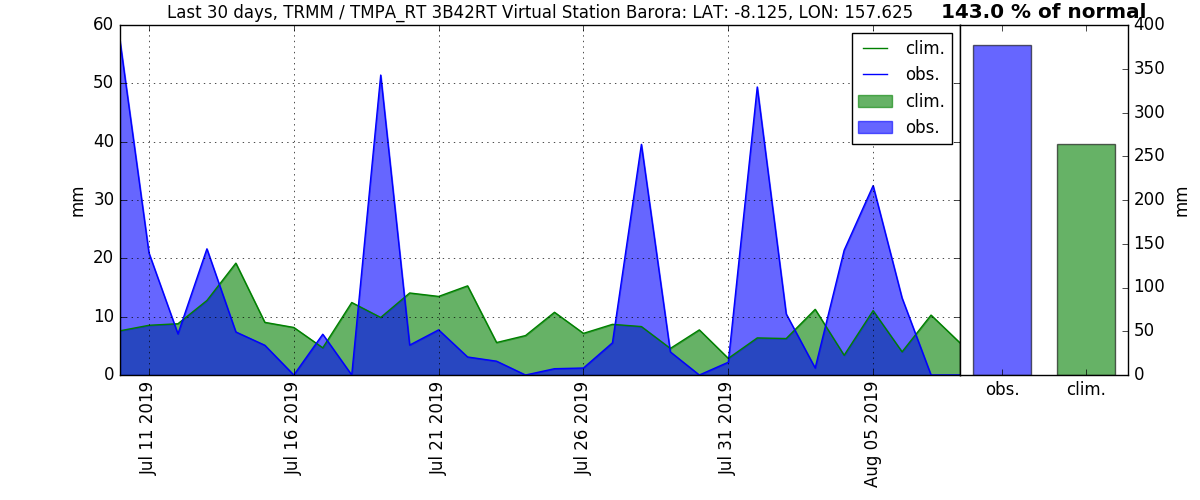 Last 30 days, TRMM / TMPA_RT 3B42RT Virtual Station Barora: LAT: -8.125, LON: 157.625
143.0 % of normal
60
50
40
30
20
10
0
mm
clim.
obs.
clim.
obs.
400
350
300
250
200
150
100
50
0
mm
Jul 11 2019
Jul 16 2019
Jul 21 2019
Jul 26 2019
Jul 31 2019
Aug 05 2019
obs.
clim.